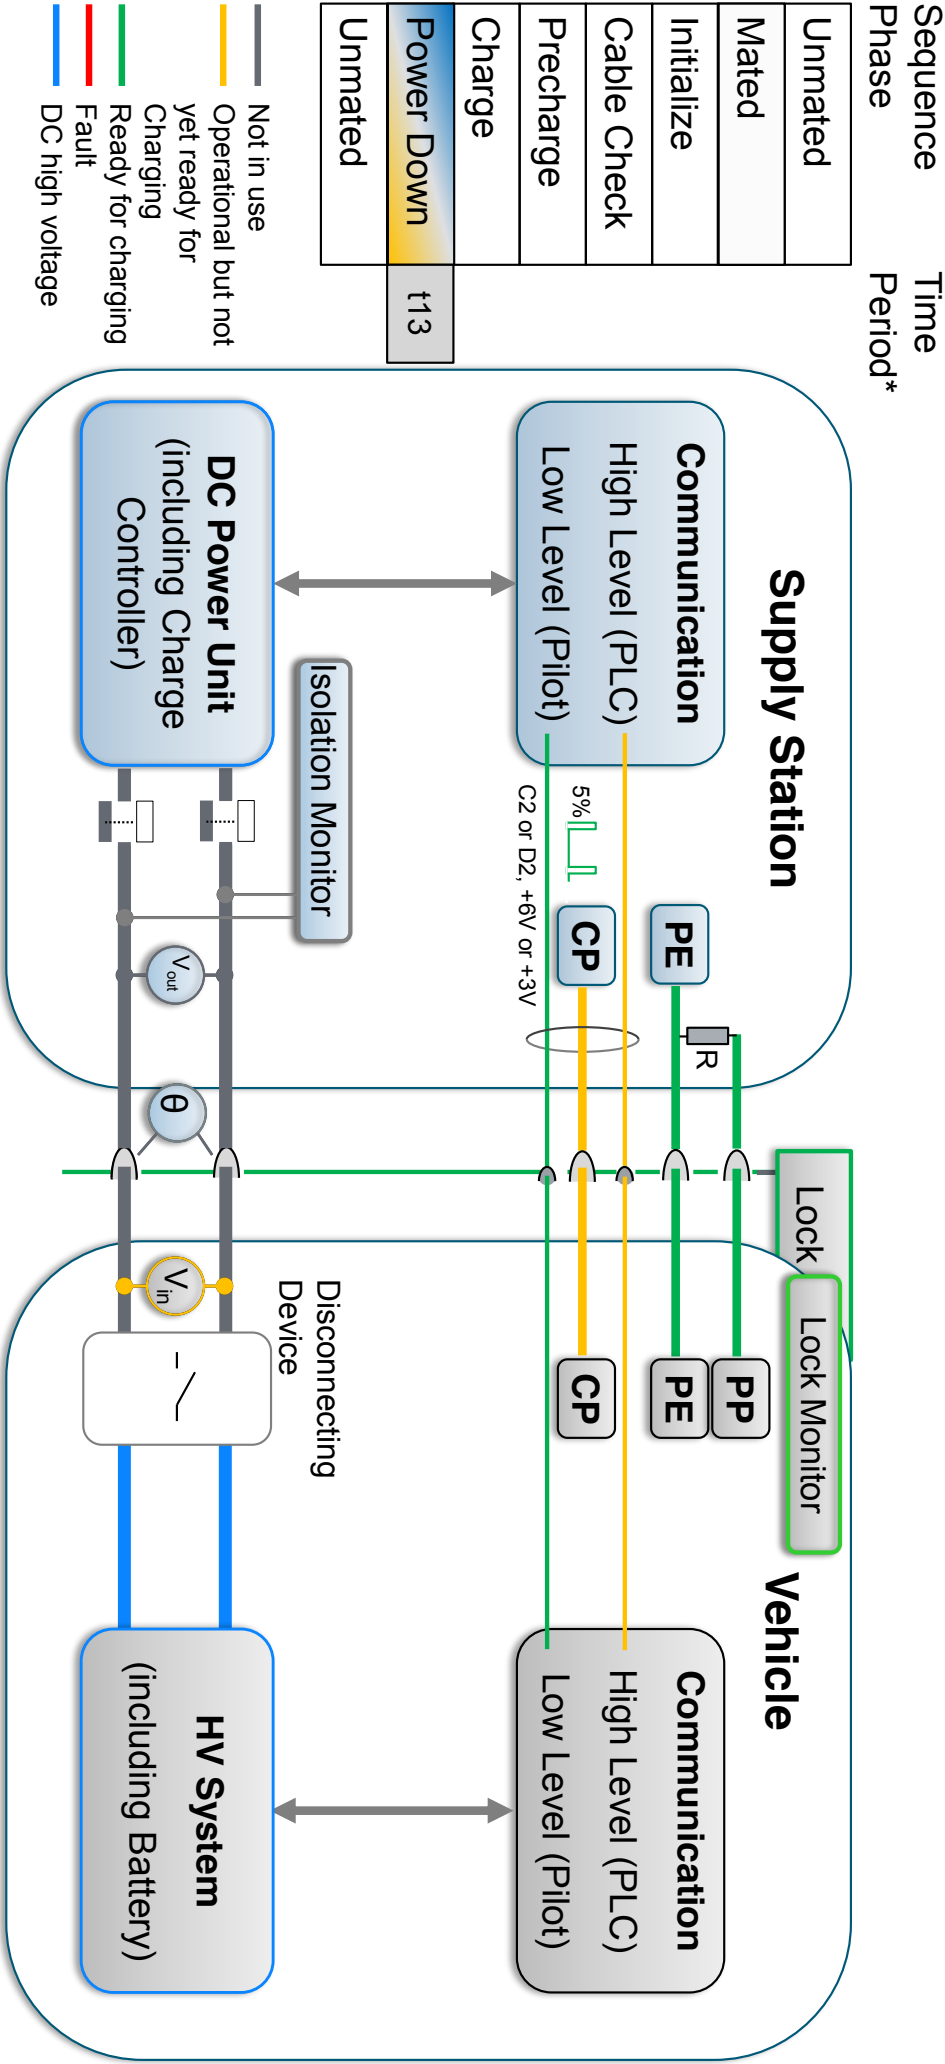 Sequence
Phase
Time
Period*
Unmated
Mated
Initialize
Cable Check
Precharge
Charge
Power Down
t13
Unmated
Not in use
Operational but not
yet ready for
Charging
Ready for charging
Fault
DC high voltage
Supply Station
Communication
High Level (PLC)
Low Level (Pilot)
5%
C2 or D2, +6V or +3V
PE
CP
R
Isolation Monitor
DC Power Unit
(including Charge
Controller)
Vout
θ
Lock
Lock Monitor
Vehicle
PP
PE
CP
Communication
High Level (PLC)
Low Level (Pilot)
Disconnecting
Device
Vin
HV System
(including Battery)